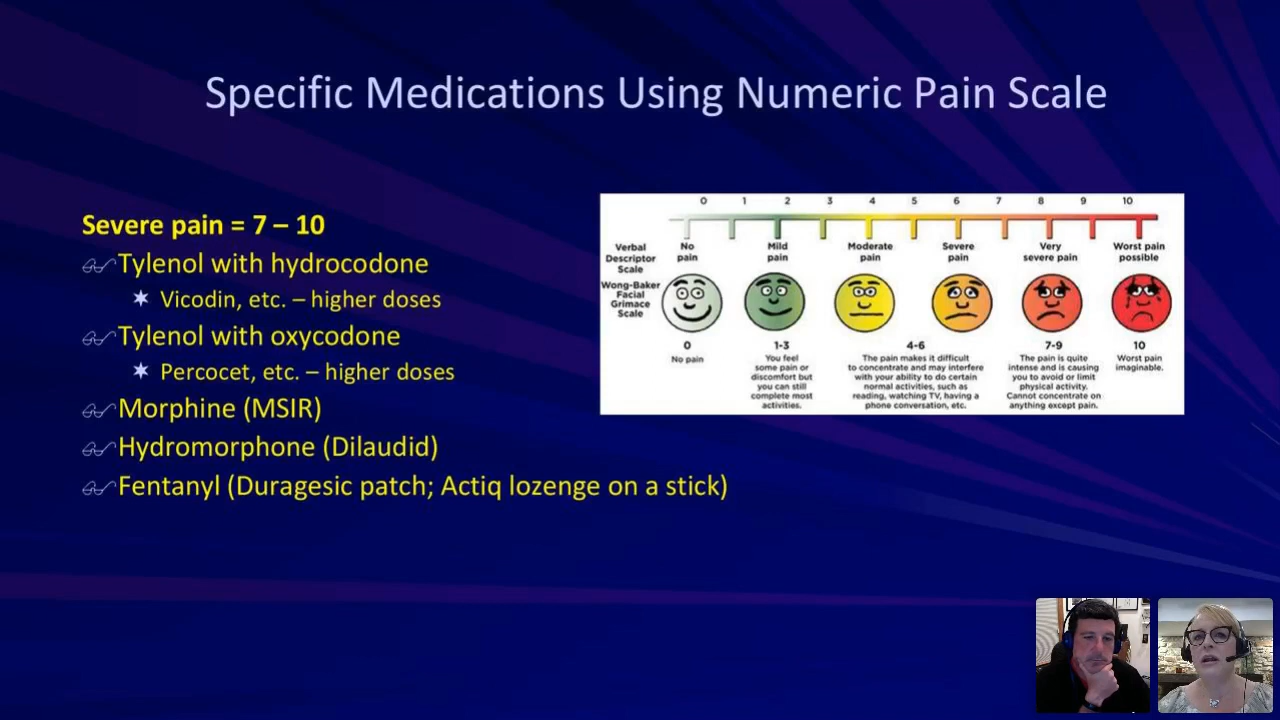 Specific Medications Using Numeric Pain Scale
Severe pain = 7 – 10
Tylenol with hydrocodone
Vicodin, etc. – higher doses
Tylenol with oxycodone
Percocet, etc. – higher doses
Morphine (MSIR)
Hydromorphone (Dilaudid)
Fentanyl (Duragesic patch; Actiq lozenge on a stick)
0 1 2 3 4 5 6 7 8 9 10
Verbal
Descriptor
Scale
No
pain
Mild
pain
Moderate
pain
Severe
pain
Very
severe pain
Worst pain
possible
Wong-Baker
Facial
Grimace
Scale
0
No pain
1-3
You feel
some pain or
discomfort but
you can still
complete most
activities.
4-6
The pain makes it difficult
to concentrate and may interfere
with your ability to do certain
normal activities, such as
reading, watching TV, having a
phone conversation, etc.
7-9
The pain is quite
intense and is causing
you to avoid or limit
physical activity.
Cannot concentrate on
anything except pain.
10
Worst pain
imaginable.